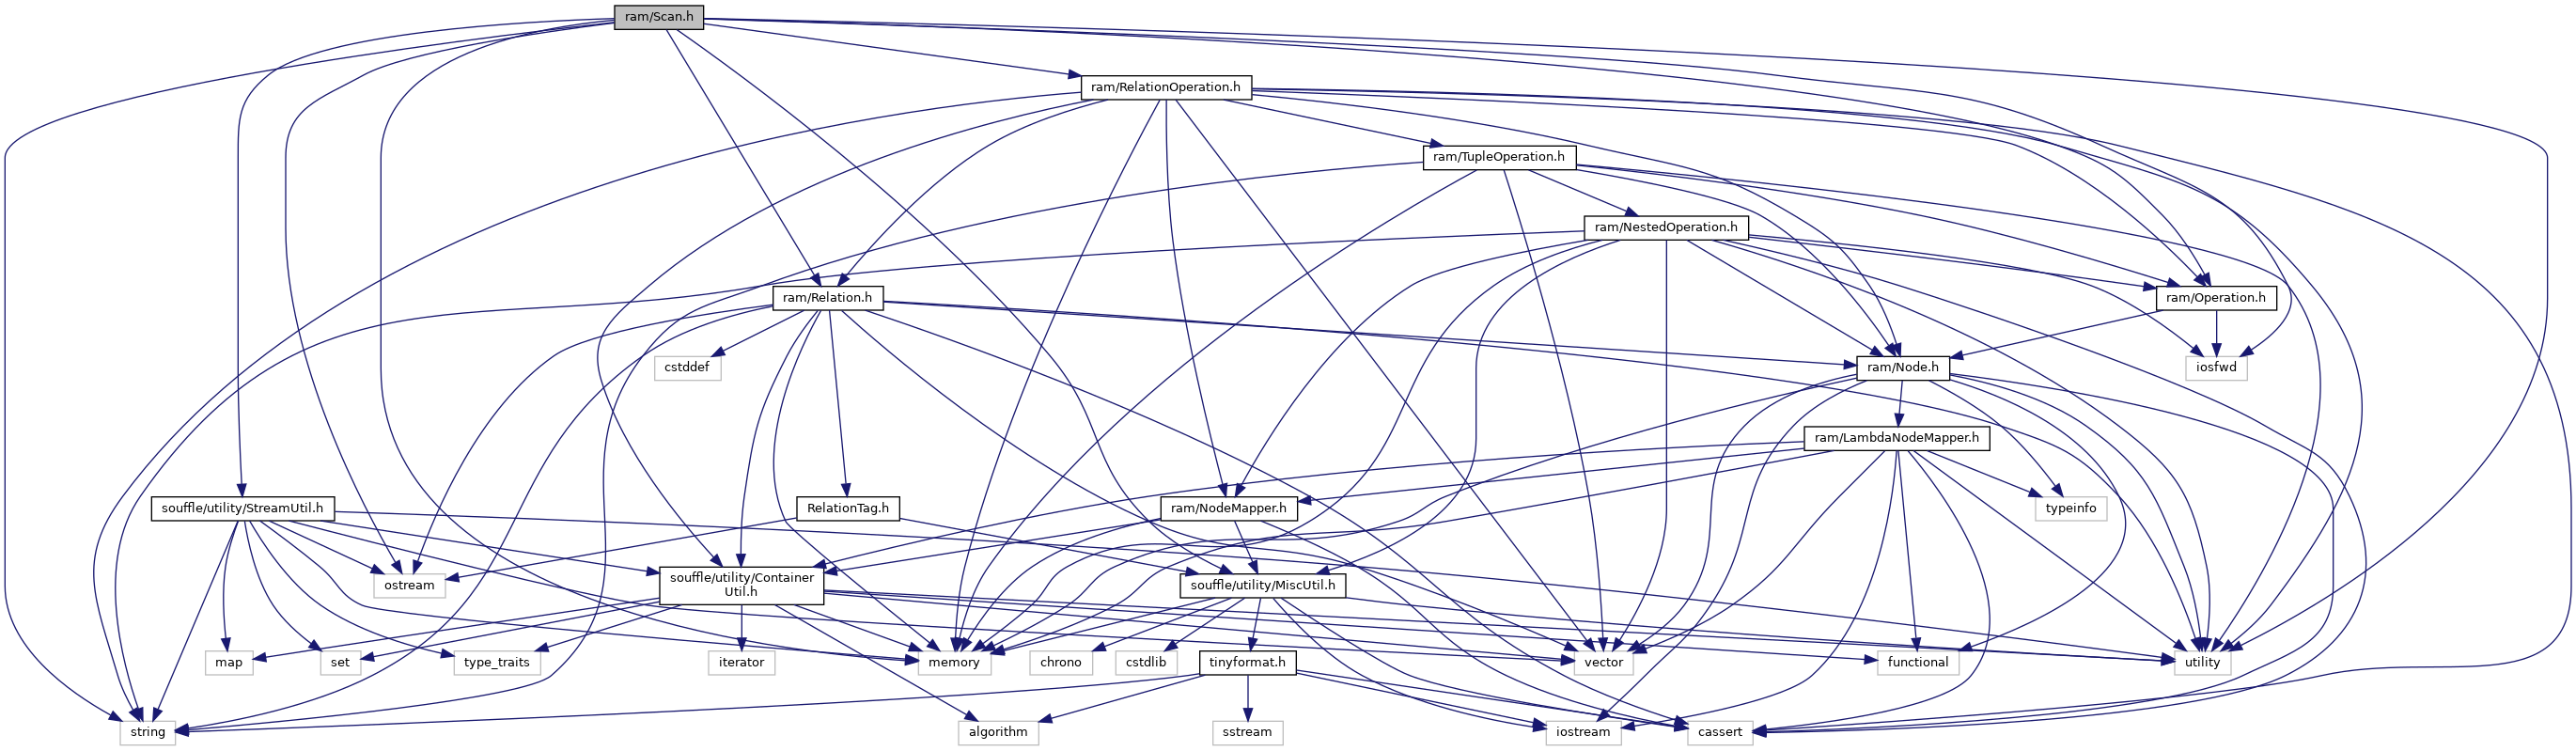 ram/Scan.h
ram/RelationOperation.h
ram/TupleOperation.h
ram/NestedOperation.h
ram/Relation.h
ram/Operation.h
cstddef
iosfwd
ram/Node.h
ram/LambdaNodeMapper.h
souffle/utility/StreamUtil.h
RelationTag.h
ram/NodeMapper.h
typeinfo
ostream
souffle/utility/Container
Util.h
souffle/utility/MiscUtil.h
map
set
type_traits
iterator
memory
chrono
cstdlib
tinyformat.h
vector
functional
utility
string
algorithm
sstream
iostream
cassert